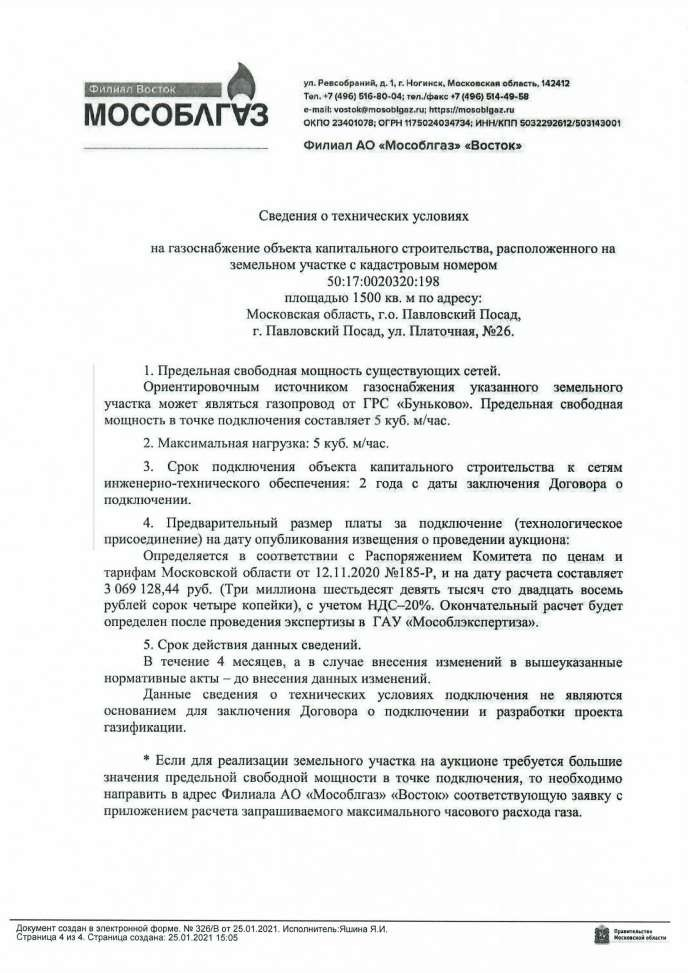 Филиал Восток
МОСОБЛГАЗ
ул. Ревсобраний, д. 1, г. Ногинск, Московская область, 142412
Тел. +7 (496) 516-80-04; тел./факс +7 (496) 514-49-58
e-mail: vostok@mosoblgaz.ru; https://mosoblgaz.ru
ОКПО 23401078; ОГРН 1175024034734; ИНН/КПП 5032292612/503143001
Филиал АО «Мособлгаз» «Восток»
Сведения о технических условиях
на газоснабжение объекта капитального строительства, расположенного на
земельном участке с кадастровым номером
50:17:0020320:198
площадью 1500 кв. м по адресу:
Московская область, г.о. Павловский Посад,
г. Павловский Посад, ул. Платочная, №26.
1. Предельная свободная мощность существующих сетей.
Ориентировочным источником газоснабжения указанного земельного
участка может являться газопровод от ГРС «Буньково». Предельная свободная
мощность в точке подключения составляет 5 куб. м/час.
2. Максимальная нагрузка: 5 куб. м/час.
3. Срок подключения объекта капитального строительства к сетям
инженерно-технического обеспечения: 2 года с даты заключения Договора о
подключении.
4. Предварительный размер платы за подключение (технологическое
присоединение) на дату опубликования извещения о проведении аукциона:
Определяется в соответствии с Распоряжением Комитета по ценам и
тарифам Московской области от 12.11.2020 №185-Р, и на дату расчета составляет
3 069 128,44 руб. (Три миллиона шестьдесят девять тысяч сто двадцать восемь
рублей сорок четыре копейки), с учетом НДС–20%. Окончательный расчет будет
определен после проведения экспертизы в ГАУ «Мособлэкспертиза».
5. Срок действия данных сведений.
В течение 4 месяцев, а в случае внесения изменений в вышеуказанные
нормативные акты – до внесения данных изменений.
Данные сведения о технических условиях подключения не являются
основанием для заключения Договора о подключении и разработки проекта
газификации.
* Если для реализации земельного участка на аукционе требуется большие
значения предельной свободной мощности в точке подключения, то необходимо
направить в адрес Филиала АО «Мособлгаз» «Восток» соответствующую заявку с
приложением расчета запрашиваемого максимального часового расхода газа.
Документ создан в электронной форме. № 326/В от 25.01.2021. Исполнитель:Яшина Я.И.
Страница 4 из 4. Страница создана: 25.01.2021 15:05
Правительство
Московской области